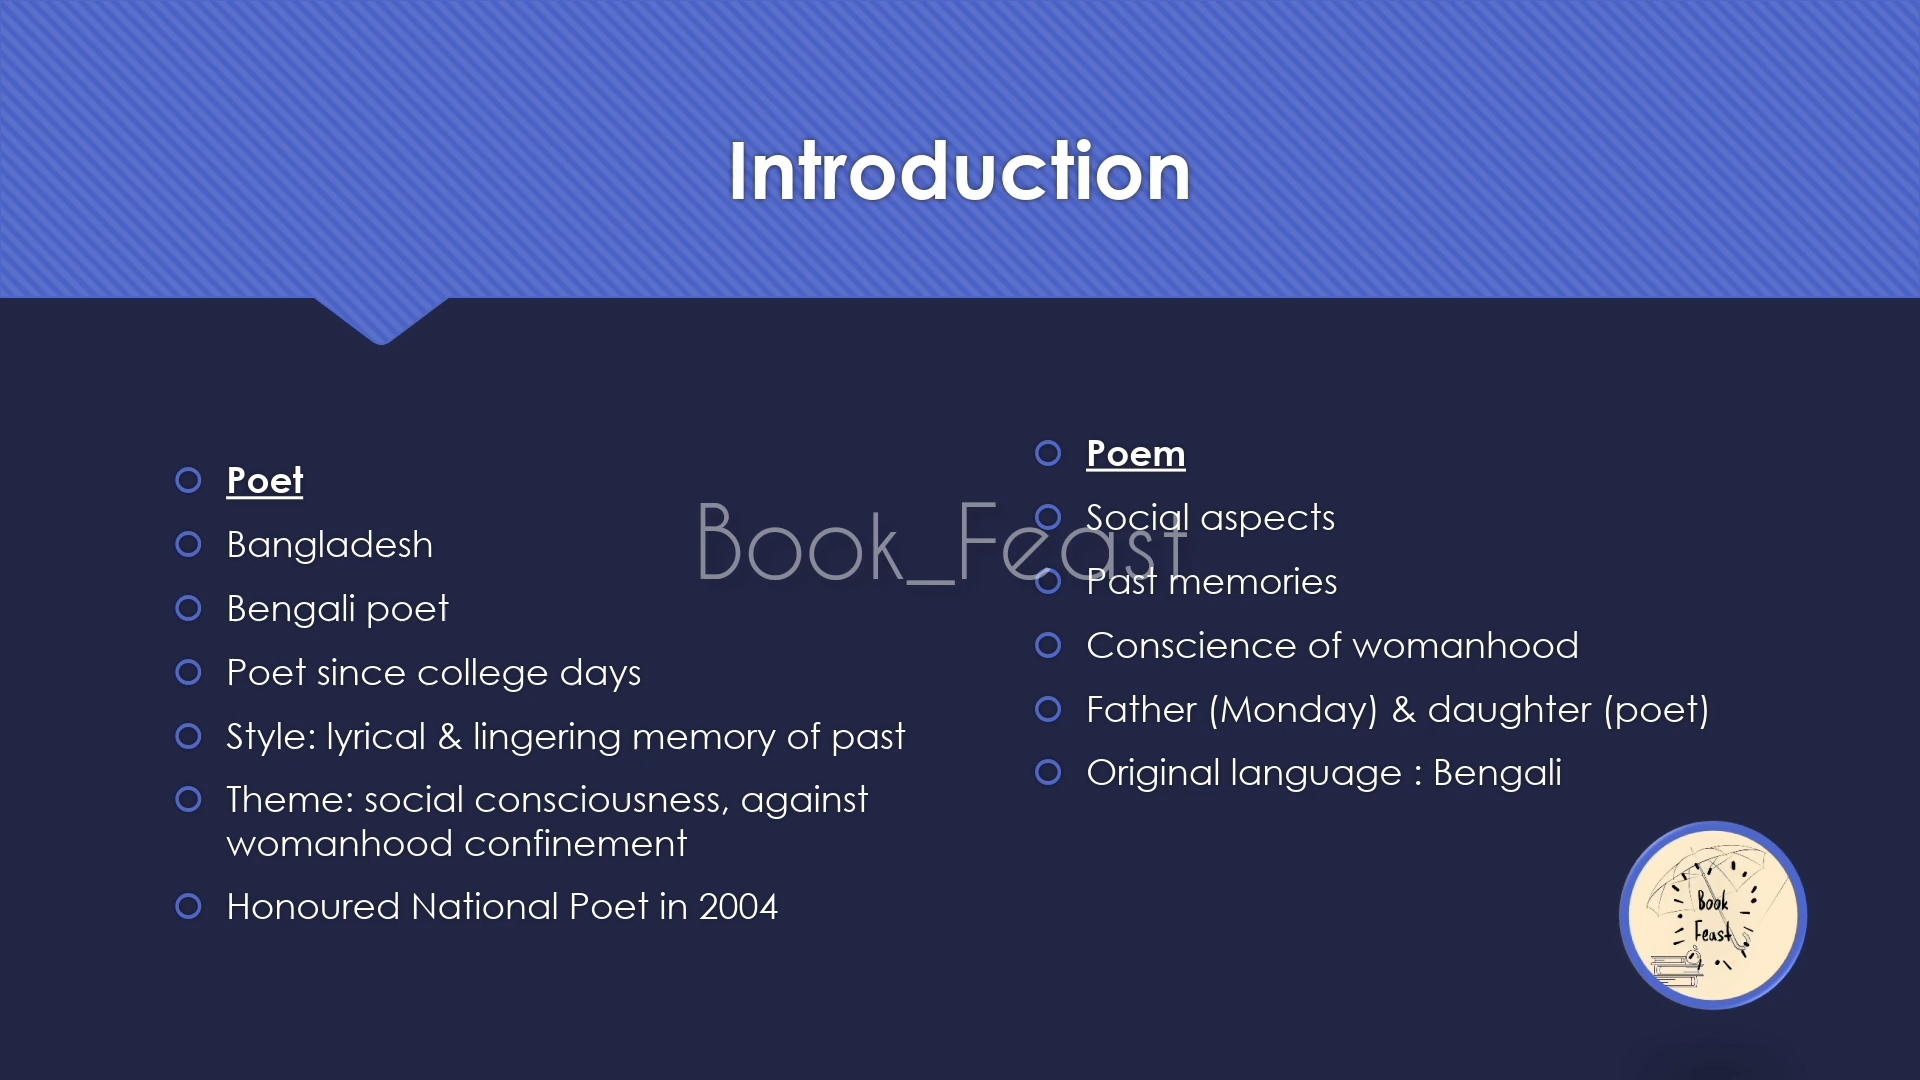 Introduction
Poet
Bangladesh
Bengali poet
Poet since college days
Style: lyrical & lingering memory of past
Theme: social consciousness, against
womanhood confinement
Honoured National Poet in 2004
Book_Feast
Poem
Social aspects
Past memories
Conscience of womanhood
Father (Monday) & daughter (poet)
Original language : Bengali
Book
Feast